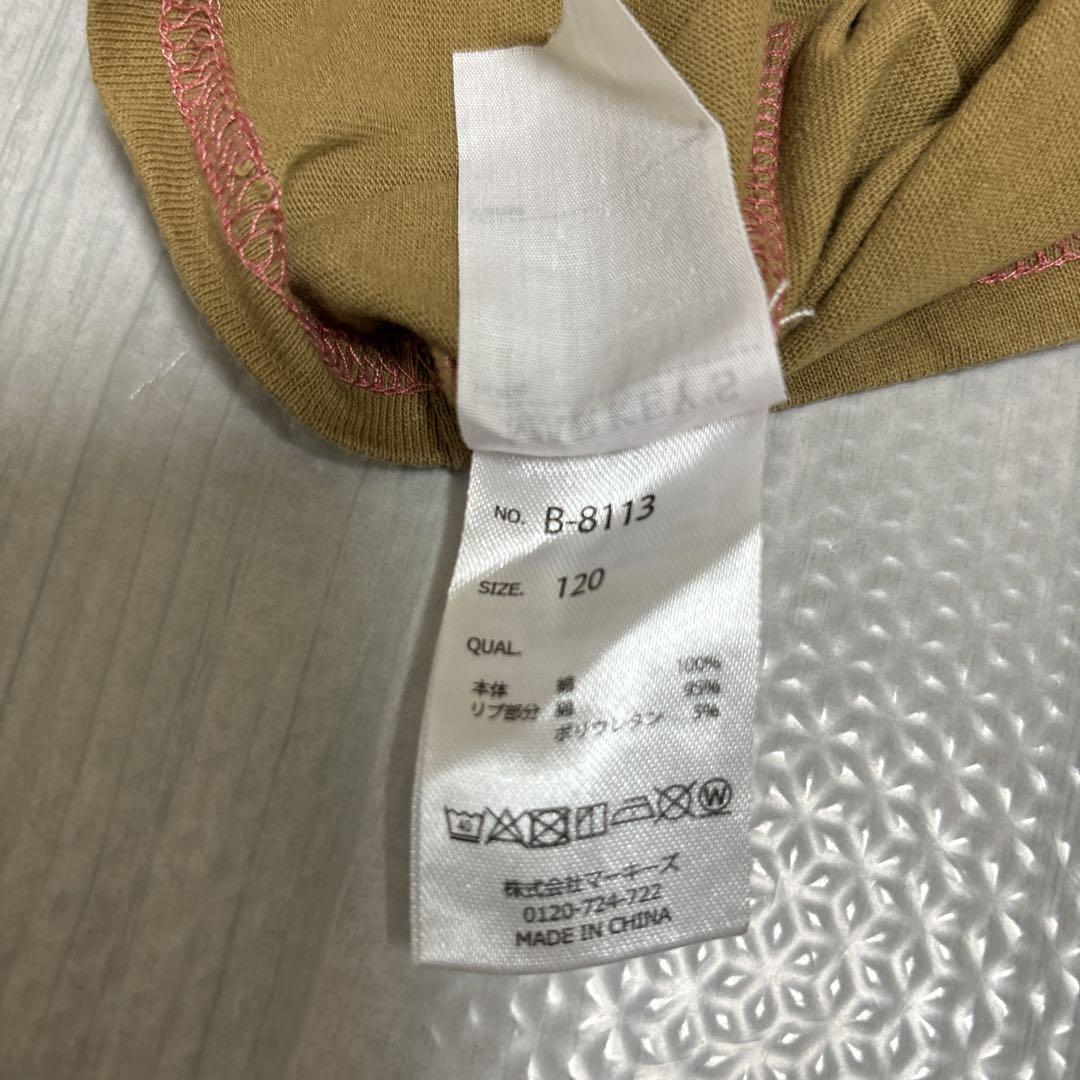 NO. B-8113
SIZE. 120
QUAL.
本体 綿 100%
リブ部分 綿 95%
ポリウレタン 5%
40 W
株式会社マーキーズ
0120-724-722
MADE IN CHINA